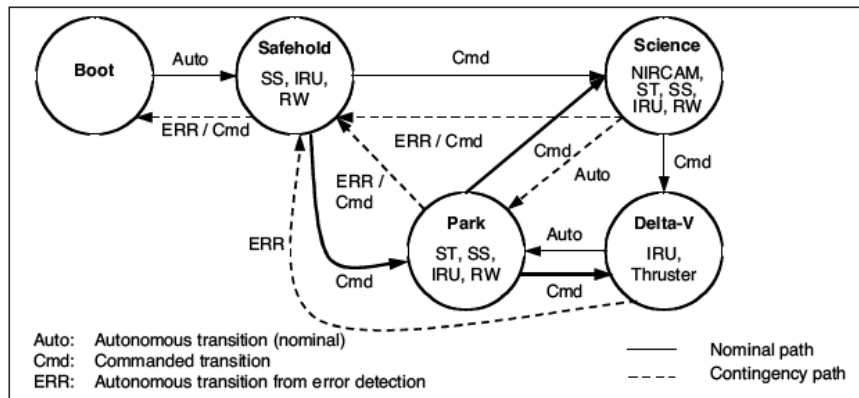 Boot
Auto
Safehold
SS, IRU,
RW
Cmd
Science
NIRCAM,
ST, SS,
IRU, RW
ERR / Cmd
ERR / Cmd
Cmd
Auto
Cmd
ERR /
Cmd
ERR
Cmd
Park
ST, SS,
IRU, RW
Auto
Cmd
Delta-V
IRU,
Thruster
Auto: Autonomous transition (nominal)
Cmd: Commanded transition
ERR: Autonomous transition from error detection
Nominal path
Contingency path